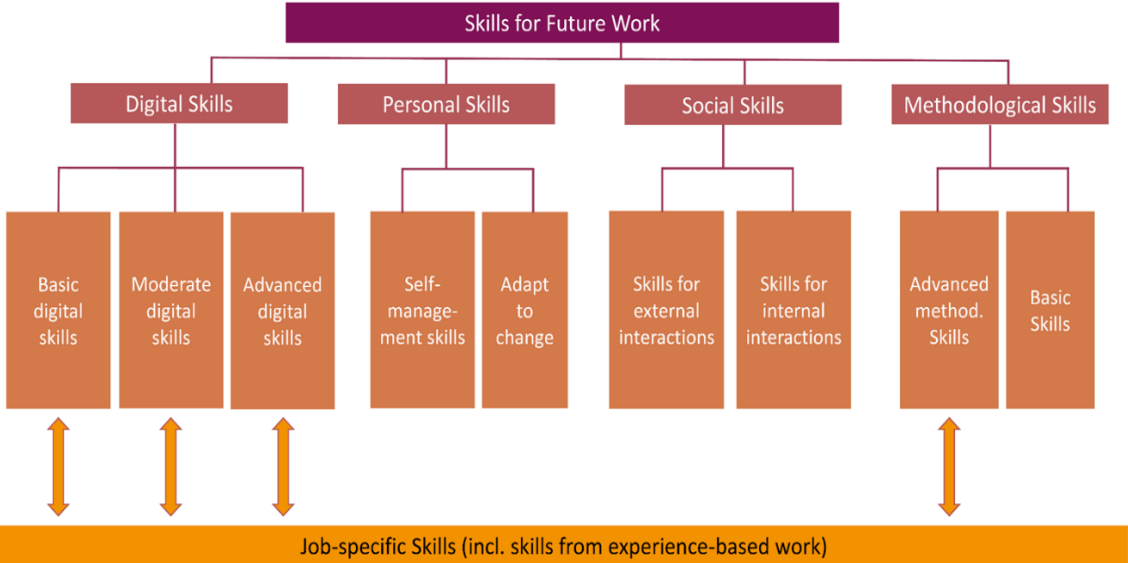 Skills for Future Work
Digital Skills
Personal Skills
Social Skills
Methodological Skills
Basic
digital
skills
Moderate
digital
skills
Advanced
digital
skills
Self-
manage-
ment skills
Adapt
to
change
Skills for
external
interactions
Skills for
internal
interactions
Advanced
method.
Skills
Basic
Skills
Job-specific Skills (incl. skills from experience-based work)